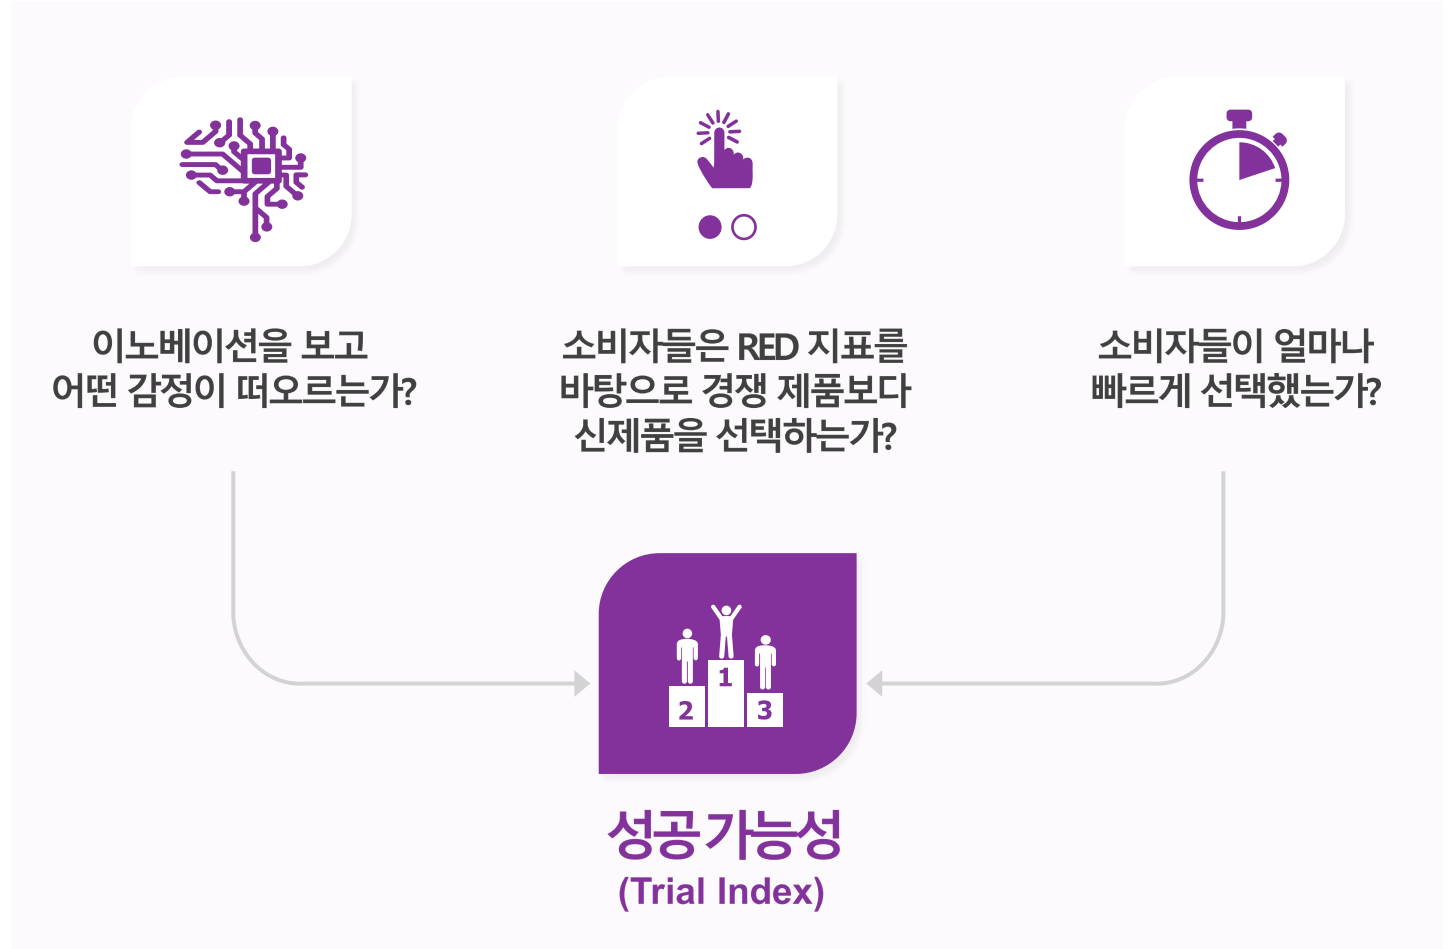 이노베이션을 보고
어떤 감정이 떠오르는가?
소비자들은 RED 지표를
바탕으로 경쟁 제품보다
신제품을 선택하는가?
소비자들이 얼마나
빠르게 선택했는가?
1
2
3
성공 가능성
(Trial Index)